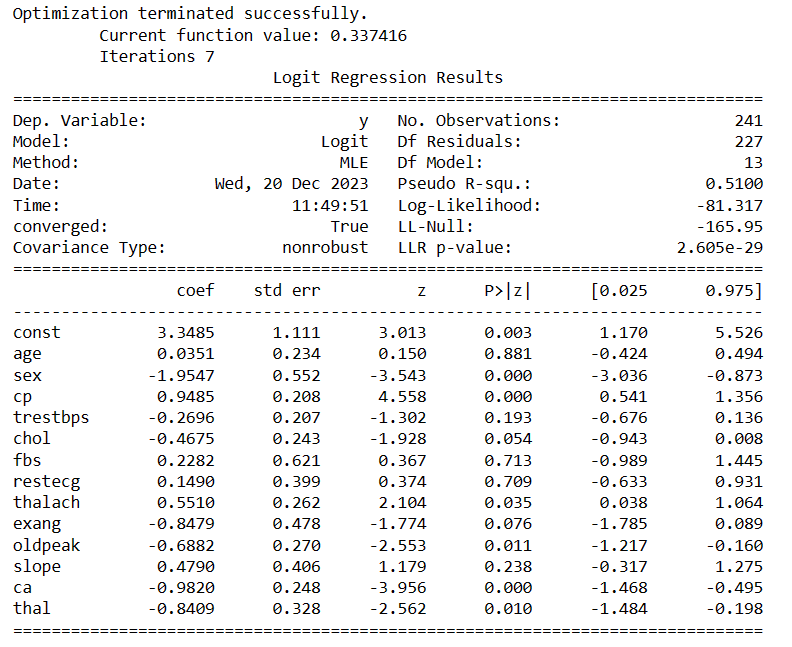 Optimization terminated successfully.
         Current function value: 0.337416
         Iterations 7
                           Logit Regression Results
==============================================================================
Dep. Variable:                      y   No. Observations:                  241
Model:                          Logit   Df Residuals:                      227
Method:                           MLE   Df Model:                           13
Date:                Wed, 20 Dec 2023   Pseudo R-squ.:                  0.5100
Time:                        11:49:51   Log-Likelihood:                -81.317
converged:                       True   LL-Null:                       -165.95
Covariance Type:            nonrobust   LLR p-value:                 2.605e-29
==============================================================================
                 coef    std err          z      P>|z|      [0.025      0.975]
------------------------------------------------------------------------------
const          3.3485      1.111      3.013      0.003       1.170       5.526
age            0.0351      0.234      0.150      0.881      -0.424       0.494
sex           -1.9547      0.552     -3.543      0.000      -3.036      -0.873
cp             0.9485      0.208      4.558      0.000       0.541       1.356
trestbps      -0.2696      0.207     -1.302      0.193      -0.676       0.136
chol          -0.4675      0.243     -1.928      0.054      -0.943       0.008
fbs            0.2282      0.621      0.367      0.713      -0.989       1.445
restecg        0.1490      0.399      0.374      0.709      -0.633       0.931
thalach        0.5510      0.262      2.104      0.035       0.038       1.064
exang         -0.8479      0.478     -1.774      0.076      -1.785       0.089
oldpeak       -0.6882      0.270     -2.553      0.011      -1.217      -0.160
slope          0.4790      0.406      1.179      0.238      -0.317       1.275
ca            -0.9820      0.248     -3.956      0.000      -1.468      -0.495
thal          -0.8409      0.328     -2.562      0.010      -1.484      -0.198
==============================================================================